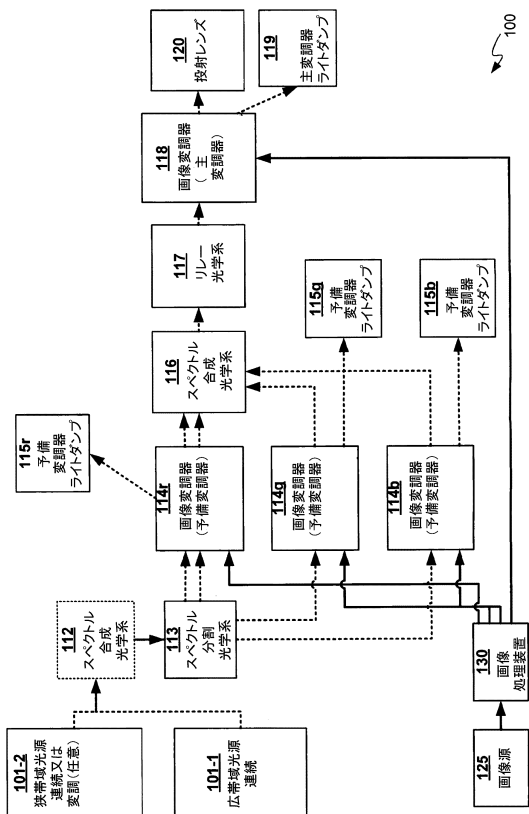 101-2
狭帯域光源
連続又は
変調(任意)
101-1
広帯域光源
連続
112
スペクトル
合成
光学系
113
スペクトル
分割
光学系
115r
予備
変調器
ライトダンプ
114r
画像変調器
(予備変調器)
114g
画像変調器
(予備変調器)
114b
画像変調器
(予備変調器)
116
スペクトル
合成
光学系
115g
予備
変調器
ライトダンプ
115b
予備
変調器
ライトダンプ
117
リレー
光学系
118
画像変調器
(主
変調器)
120
投射レンズ
119
主変調器
ライトダンプ
125
画像源
130
画像
処理装置
100